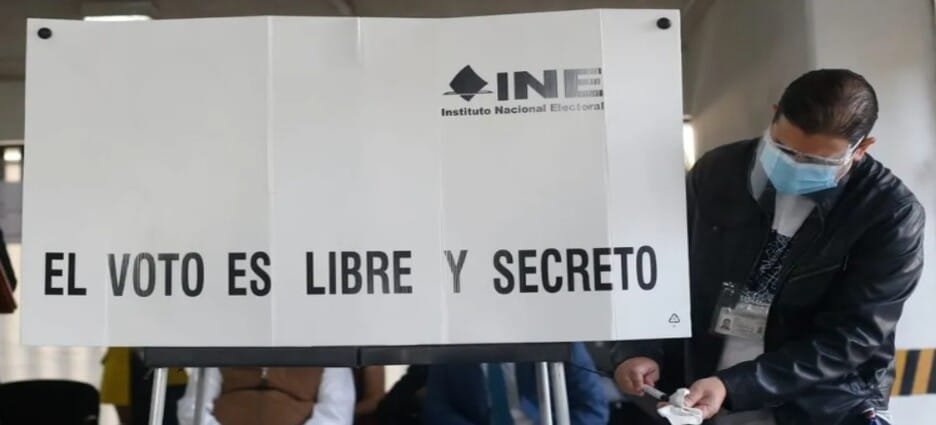 INE
Instituto Nacional Electoral
EL VOTO ES LIBRE Y SECRETO